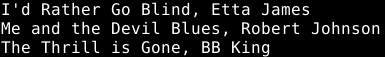 I'd Rather Go Blind, Etta James
Me and the Devil Blues, Robert Johnson
The Thrill is Gone, BB King